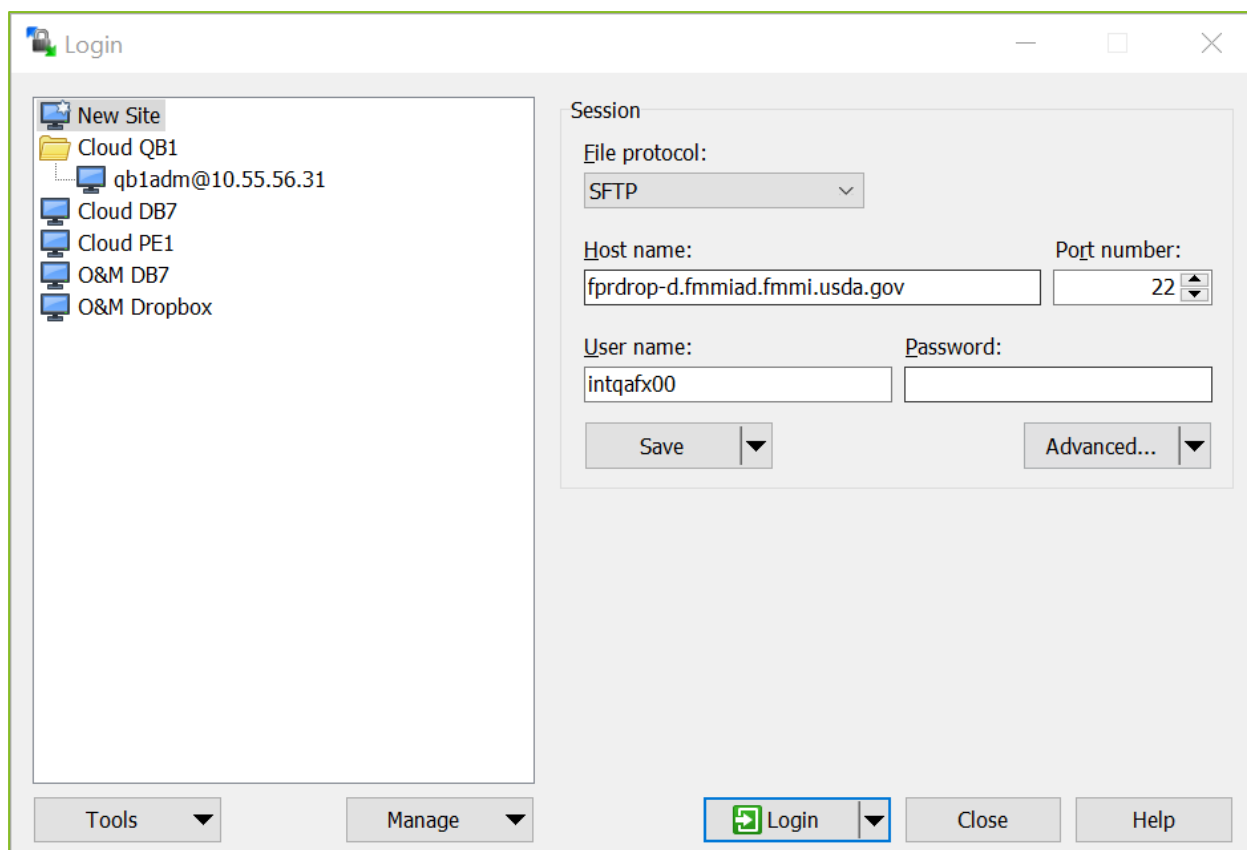 Login
New Site
Cloud QB1
qb1adm@10.55.56.31
Cloud DB7
Cloud PE1
O&M DB7
O&M Dropbox
Session
File protocol:
SFTP
Host name: Port number:
fprdrop-d.fmmiad.fmmi.usda.gov 22
User name: Password:
intqafx00
Save Advanced...
Tools Manage Login Close Help